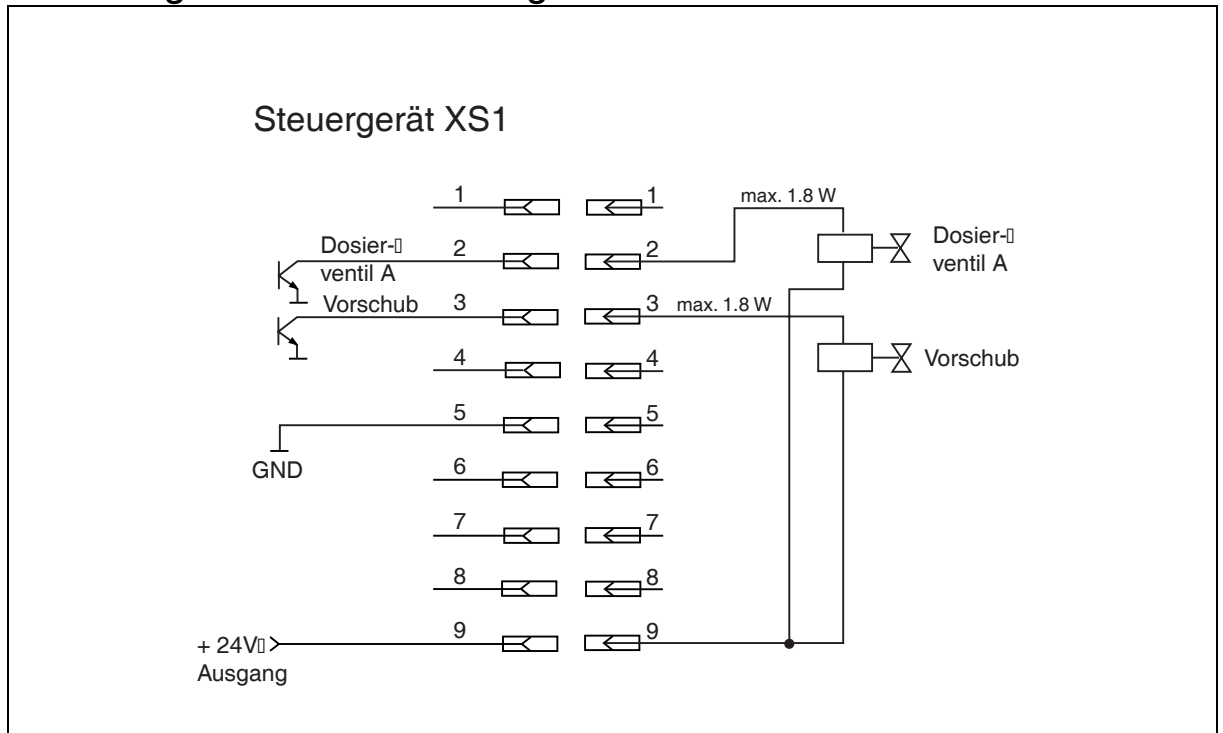 Steuergerät XS1
1 1 max. 1.8 W
Dosier-
ventil A
2 2
Dosier-
ventil A
Vorschub 3 3 max. 1.8 W
4 4
Vorschub
5 5
GND
6 6
7 7
8 8
9 9
+ 24V
Ausgang